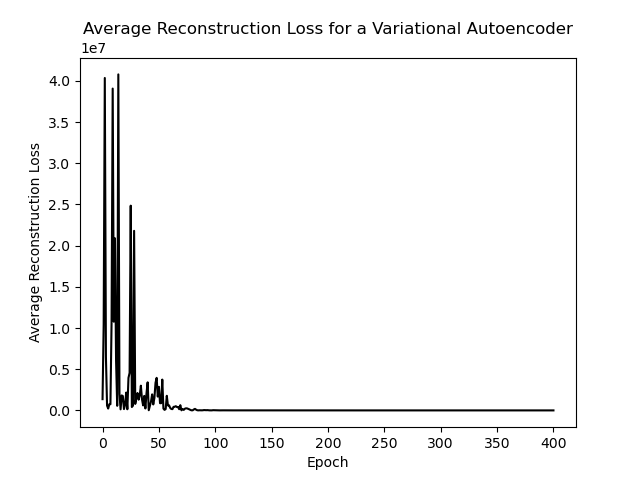 Average Reconstruction Loss for a Variational Autoencoder
1e7
4.0
3.5
3.0
2.5
2.0
1.5
1.0
0.5
0.0
Average Reconstruction Loss
0 50 100 150 200 250 300 350 400
Epoch